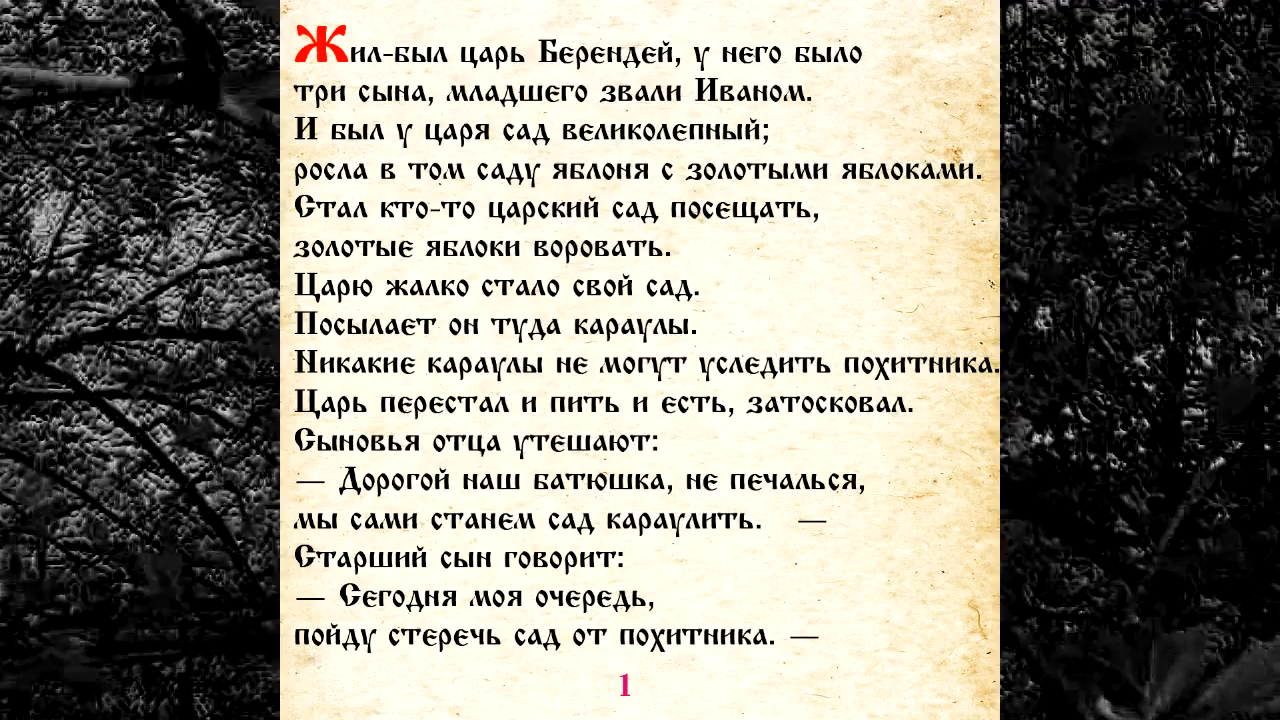 Жил-был царь Берендей, у него было
три сына, младшего звали Иваном.
И был у царя сад великолепный;
росла в том саду яблоня с золотыми яблоками.
Стал кто-то царский сад посещать,
золотые яблоки воровать.
Царю жалко стало свой сад.
Посылает он туда караулы.
Никакие караулы не могут уследить похитника.
Царь перестал и пить и есть, затосковал.
Сыновья отца утешают:
— Дорогой наш батюшка, не печалься,
мы сами станем сад караулить. —
Старший сын говорит:
— Сегодня моя очередь,
пойду стеречь сад от похитника. —
1